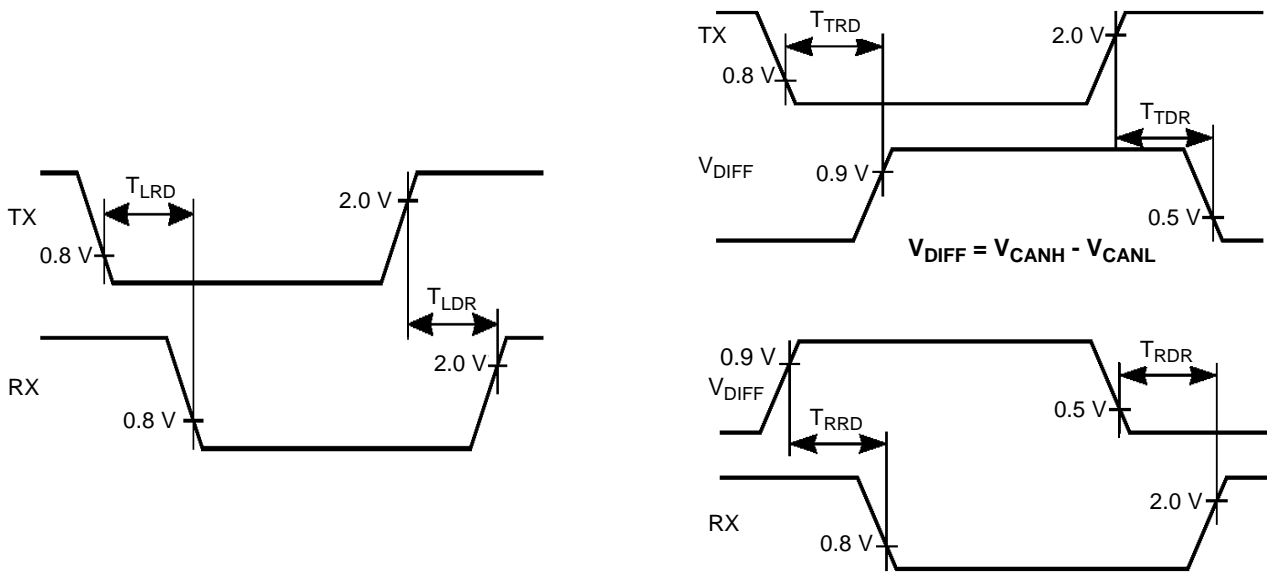 TX
T_LRD
0.8 V
2.0 V
T_LDR
RX
0.8 V
2.0 V
TX
T_TRD
0.8 V
2.0 V
T_TDR
V_DIFF
0.9 V
0.5 V
V_DIFF = V_CANH - V_CANL
0.9 V
V_DIFF
T_RDR
0.5 V
T_RRD
RX
0.8 V
2.0 V